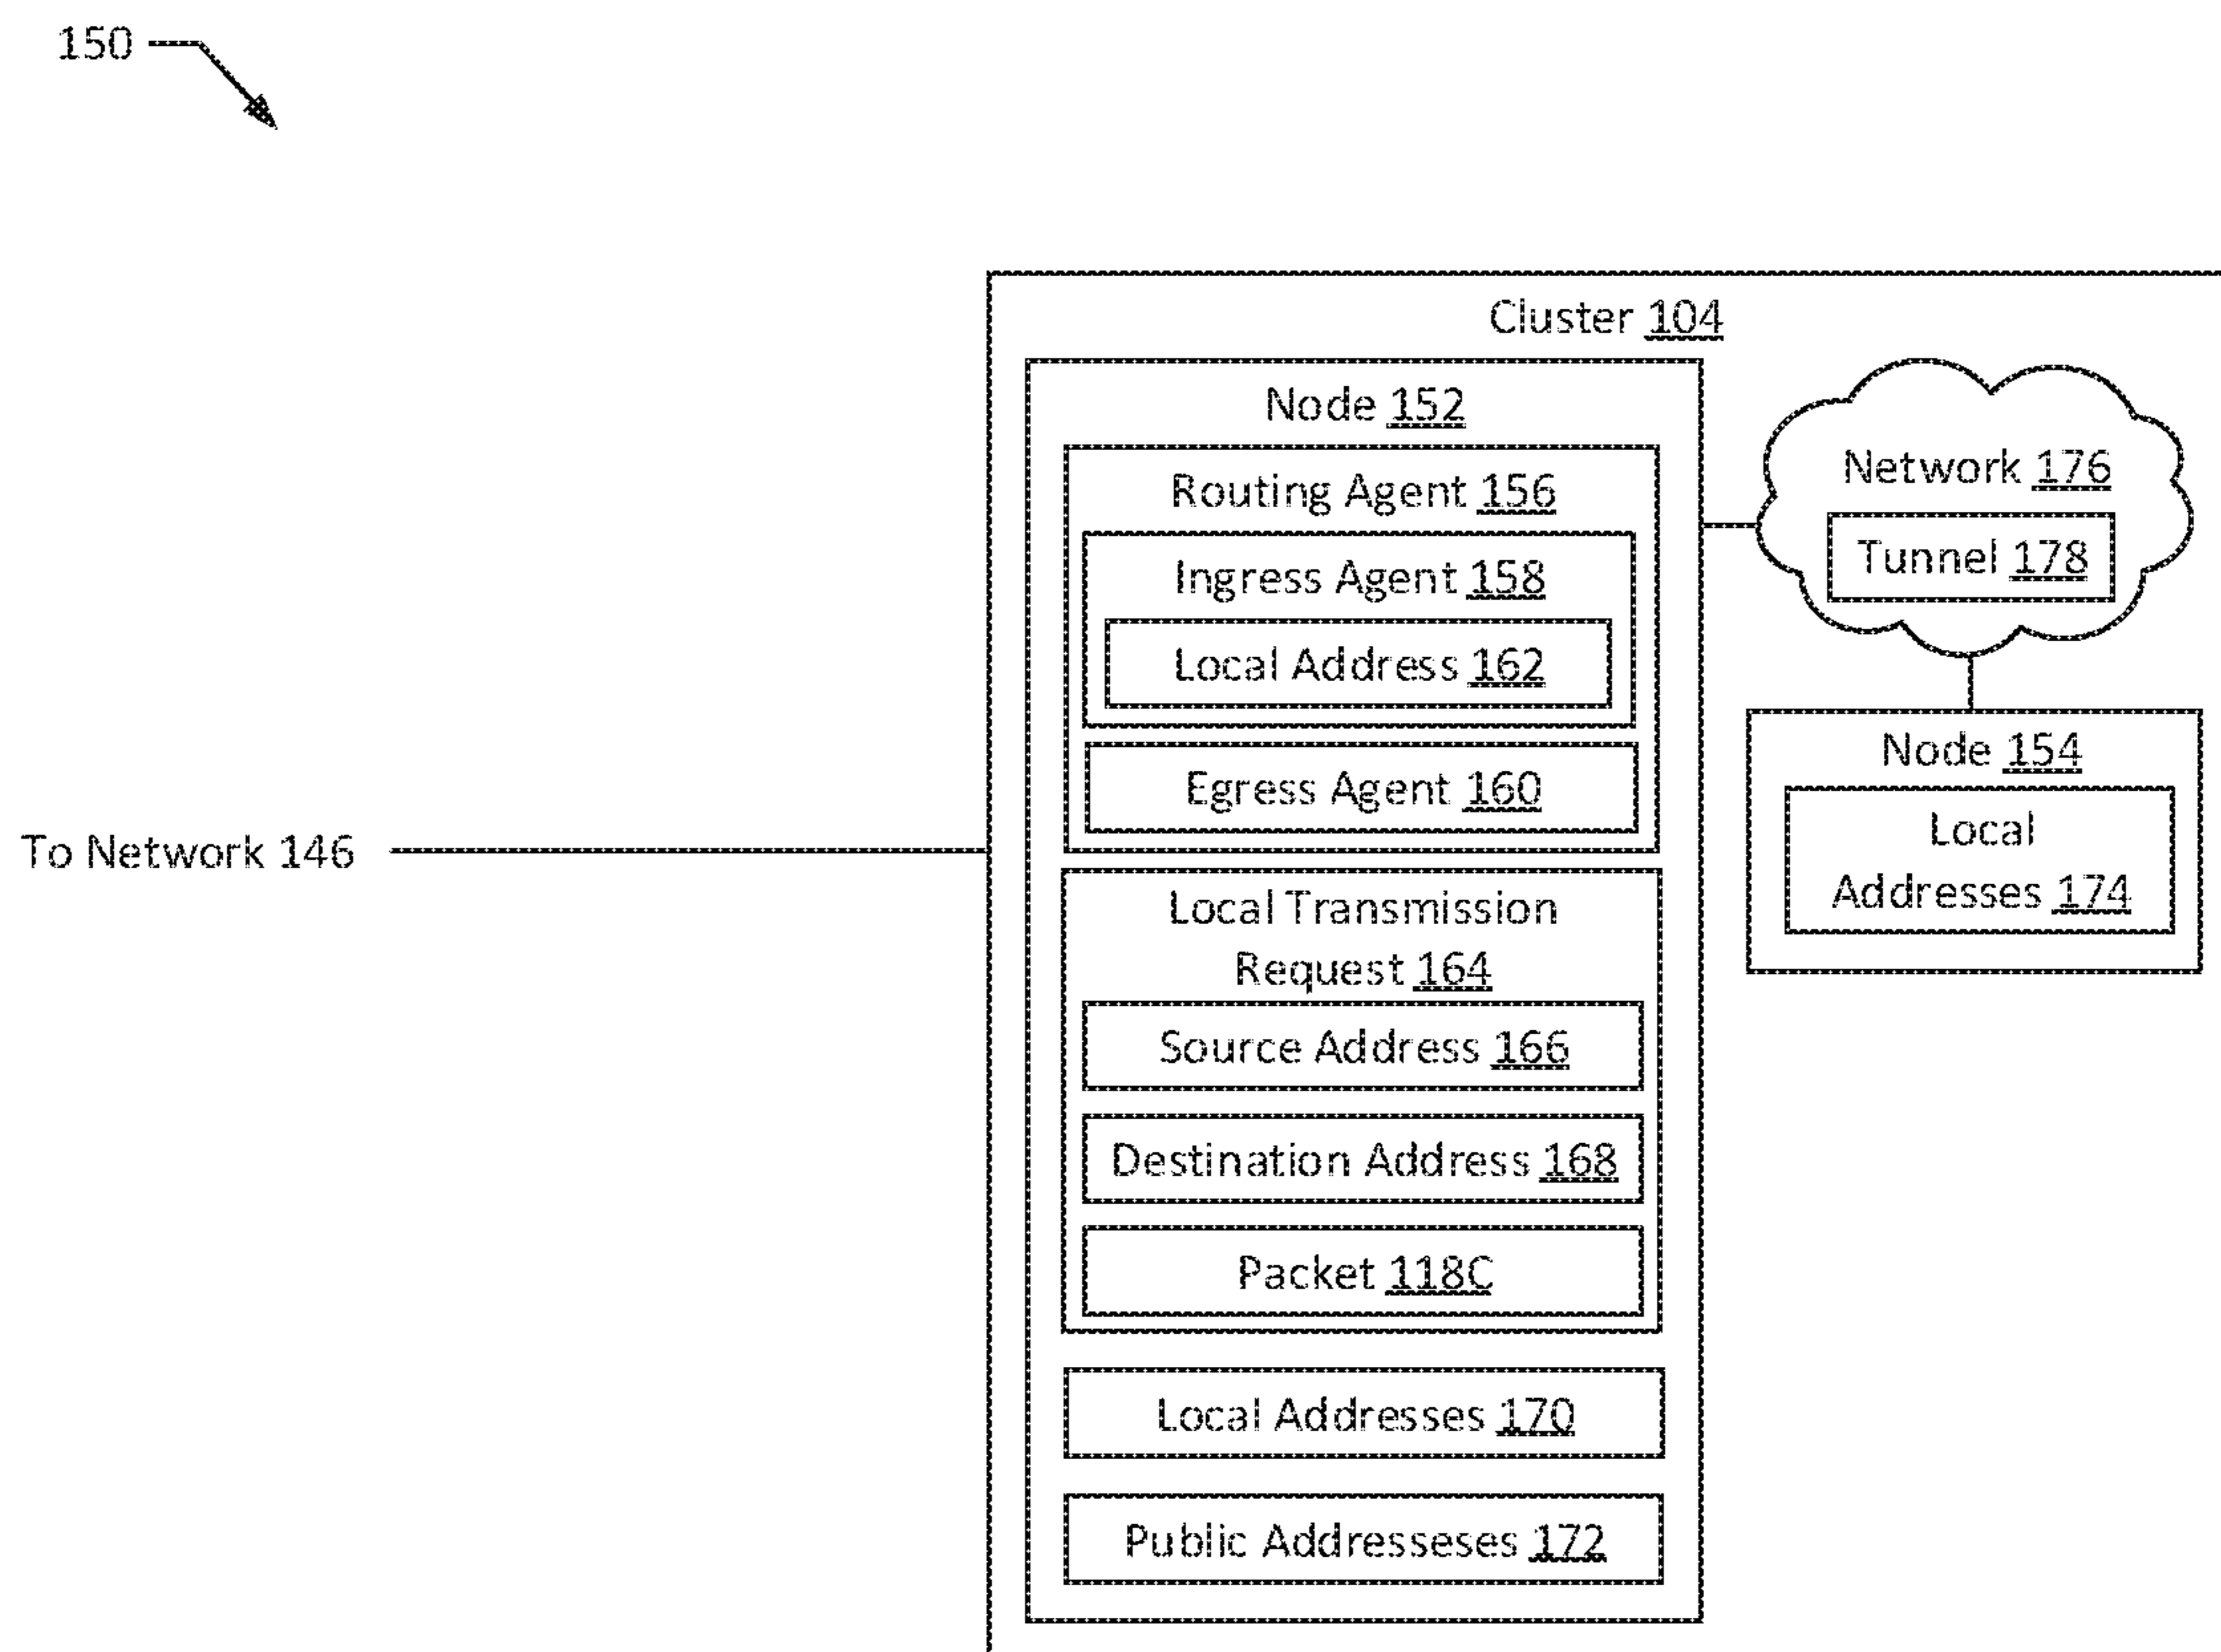 150
Cluster 104
Node 152
Routing Agent 156
Ingress Agent 158
Local Address 162
Egress Agent 160
To Network 146
Local Transmission
Request 164
Source Address 166
Destination Address 168
Packet 118C
Local Addresses 170
Public Addresseses 172
Network 176
Tunnel 178
Node 154
Local
Addresses 174